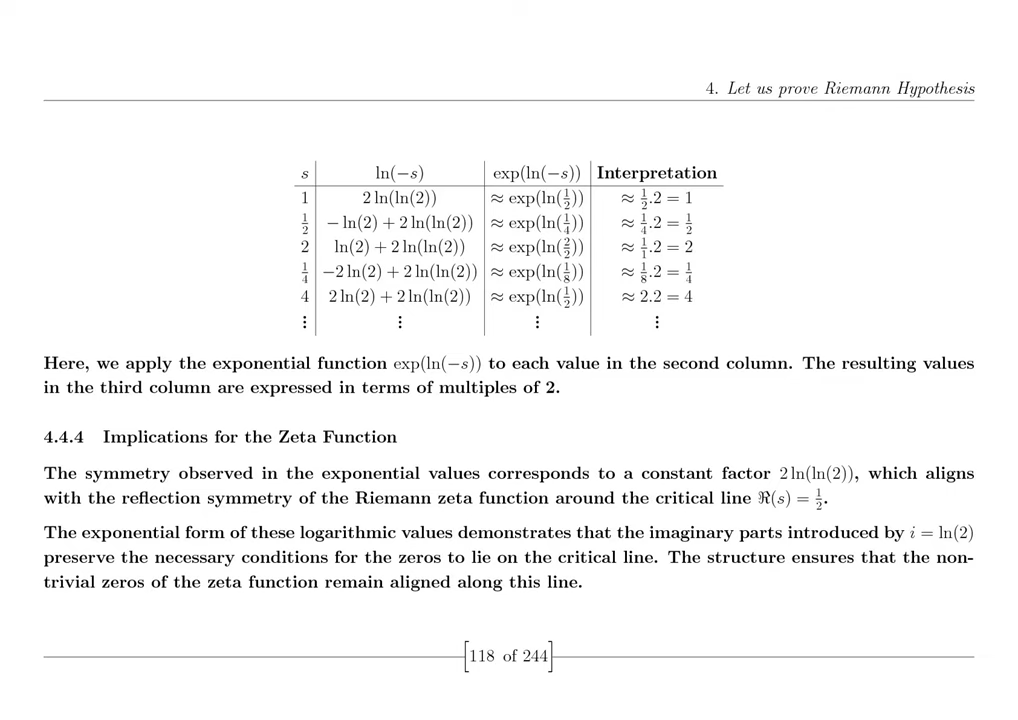 4. Let us prove Riemann Hypothesis
s ln(−s) exp(ln(−s)) Interpretation
1 2 ln(ln(2)) ≈ exp(ln(1/2)) ≈ 1/2.2 = 1
1/2 − ln(2) + 2 ln(ln(2)) ≈ exp(ln(1/4)) ≈ 1/4.2 = 1/2
2 ln(2) + 2 ln(ln(2)) ≈ exp(ln(2/2)) ≈ 1/1.2 = 2
1/4 −2 ln(2) + 2 ln(ln(2)) ≈ exp(ln(1/8)) ≈ 1/8.2 = 1/4
4 2 ln(2) + 2 ln(ln(2)) ≈ exp(ln(1/2)) ≈ 2.2 = 4
⋮ ⋮ ⋮ ⋮
Here, we apply the exponential function exp(ln(−s)) to each value in the second column. The resulting values
in the third column are expressed in terms of multiples of 2.
4.4.4 Implications for the Zeta Function
The symmetry observed in the exponential values corresponds to a constant factor 2 ln(ln(2)), which aligns
with the reflection symmetry of the Riemann zeta function around the critical line ℜ(s) = 1/2.
The exponential form of these logarithmic values demonstrates that the imaginary parts introduced by i = ln(2)
preserve the necessary conditions for the zeros to lie on the critical line. The structure ensures that the non-
trivial zeros of the zeta function remain aligned along this line.
[118 of 244]